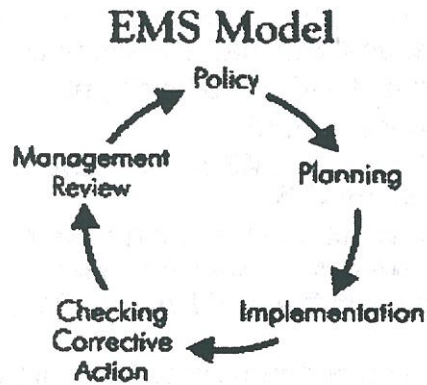 EMS Model
Policy
Planning
Implementation
Checking
Corrective
Action
Management
Review